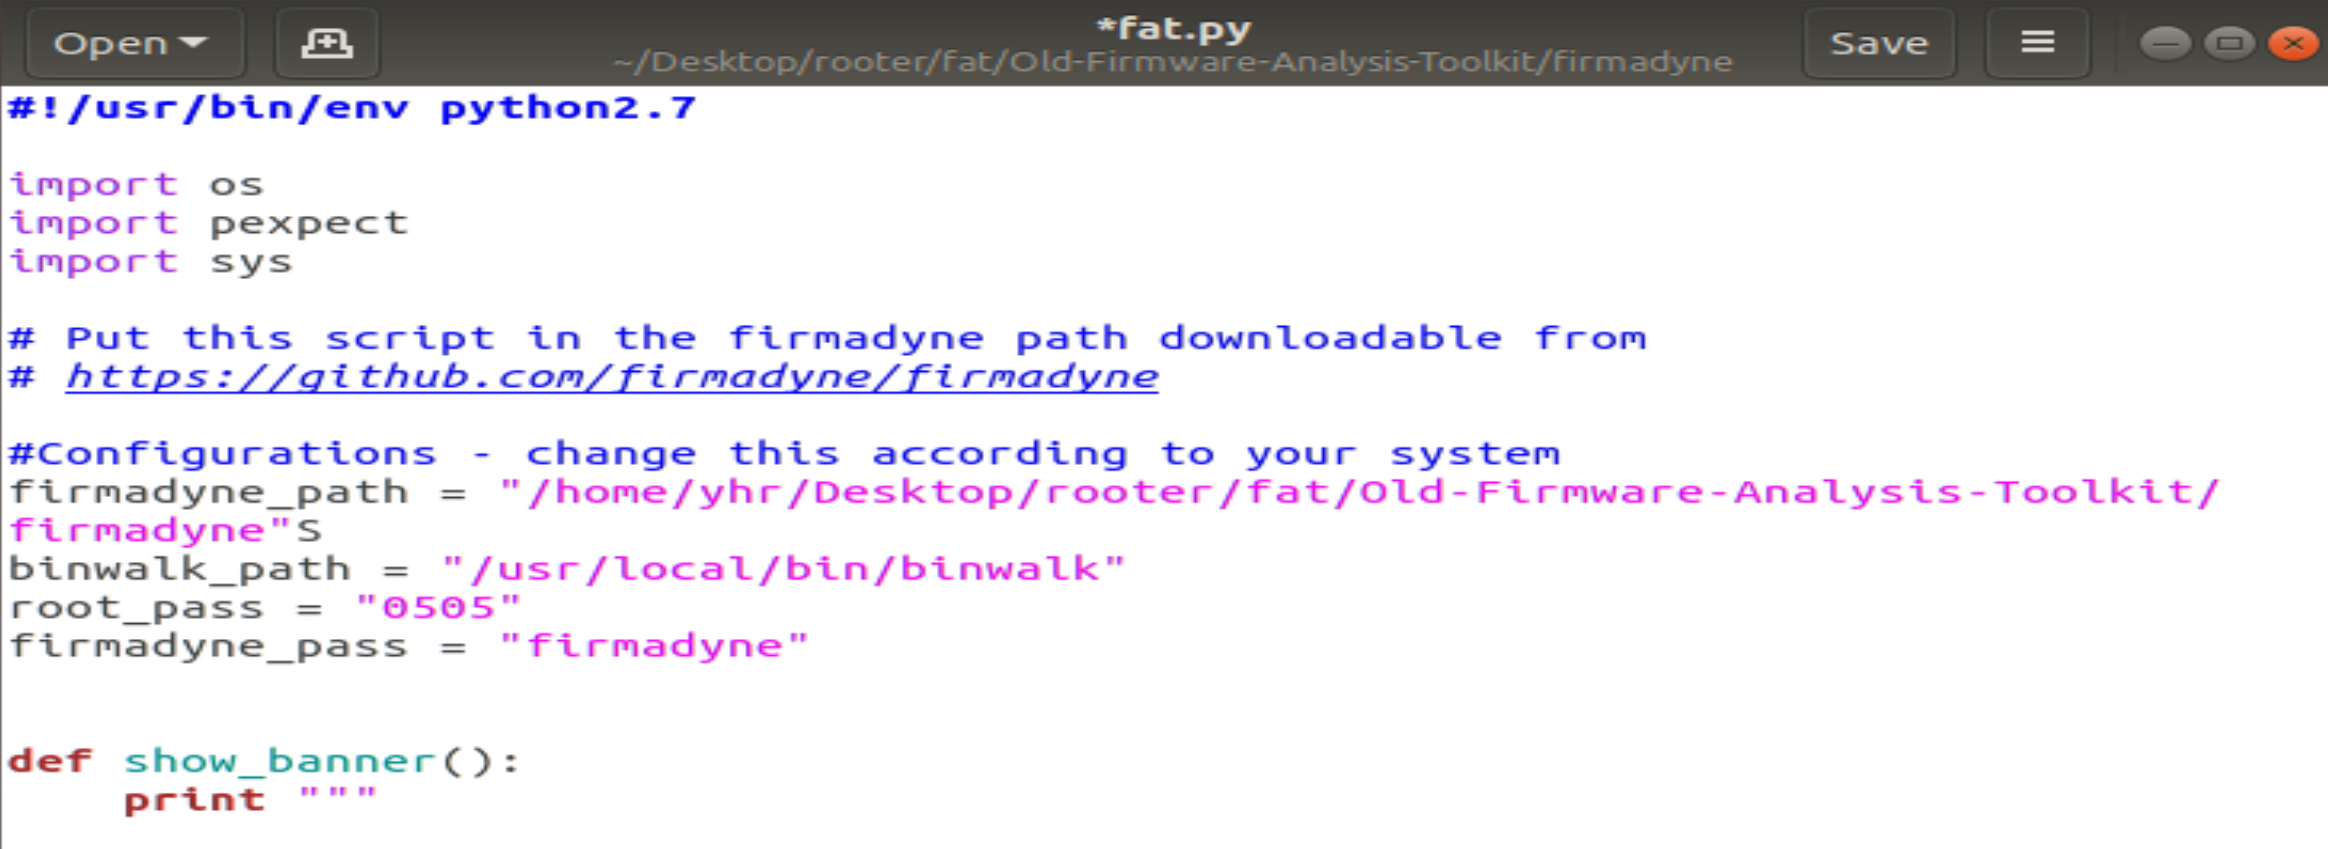 Open
*fat.py
~/Desktop/rooter/fat/Old-Firmware-Analysis-Toolkit/firmadyne
Save
#!/usr/bin/env python2.7
import os
import pexpect
import sys
# Put this script in the firmadyne path downloadable from
# https://github.com/firmadyne/firmadyne
#Configurations - change this according to your system
firmadyne_path = "/home/yhr/Desktop/rooter/fat/Old-Firmware-Analysis-Toolkit/
firmadyne"S
binwalk_path = "/usr/local/bin/binwalk"
root_pass = "0505"
firmadyne_pass = "firmadyne"
def show_banner():
    print """